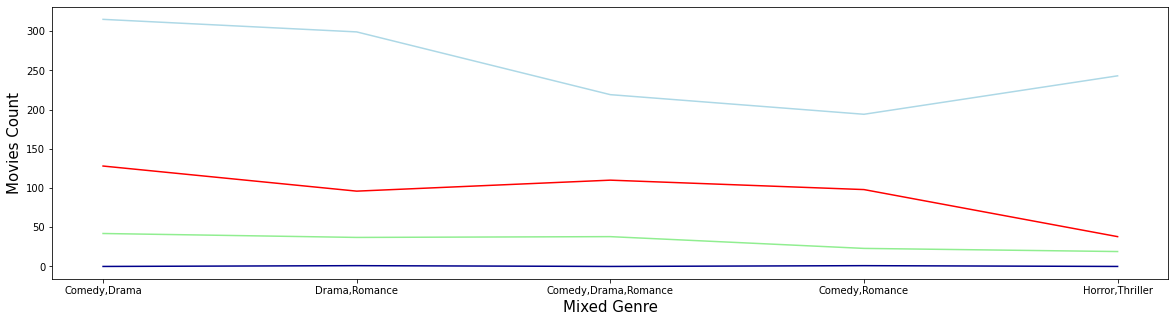 300
250
200
150
100
50
0
Movies Count
Comedy,Drama Drama,Romance Comedy,Drama,Romance Comedy,Romance Horror,Thriller
Mixed Genre